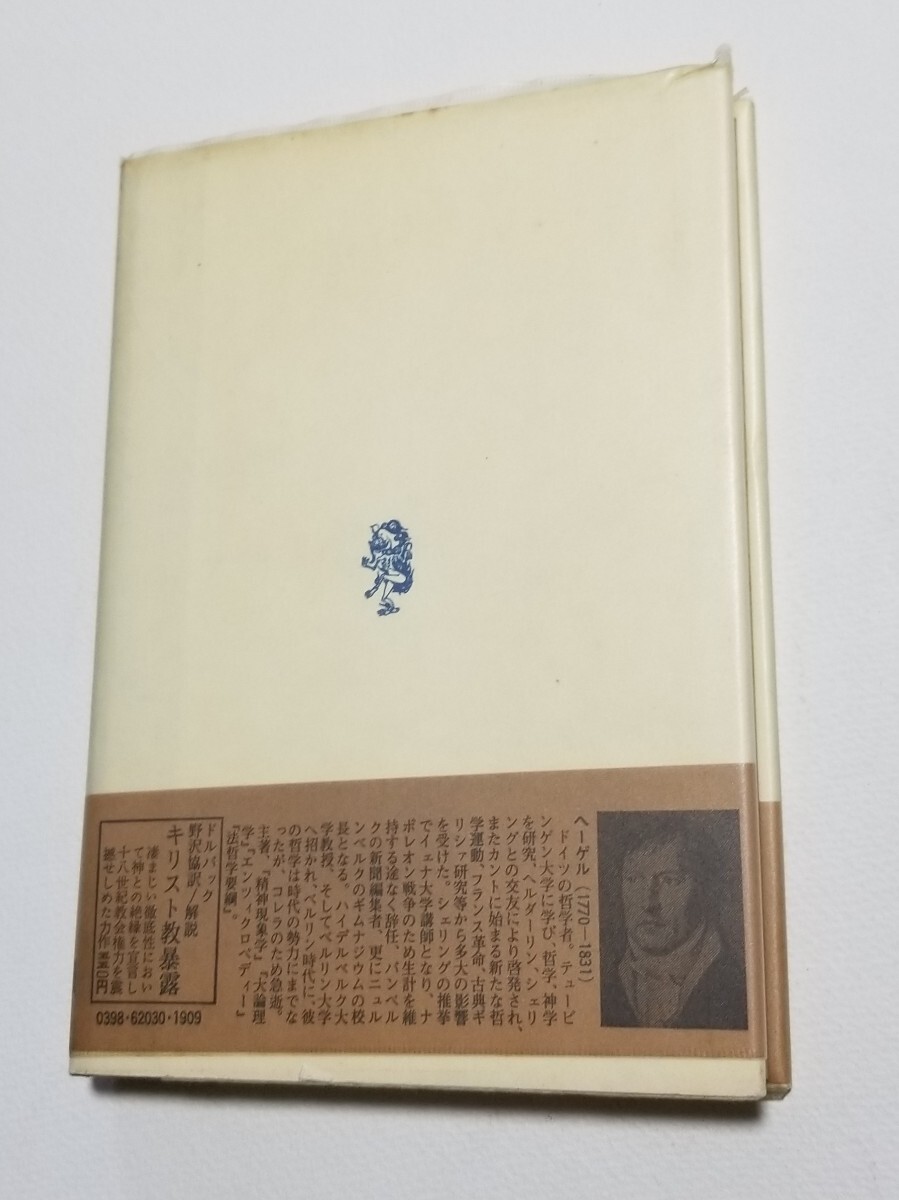 ヘーゲル(1770―1831)
ドイツの哲学者。テュービ
ンゲン大学に学び、哲学、神学
を研究、ヘルダーリン、シェリ
ングとの交友により啓発され、
またカントに始まる新たな哲
学運動、フランス革命、古典ギ
リシァ研究等から多大の影響
を受けた。シェリングの推挙
でイェナ大学講師となり、ナ
ポレオン戦争のため生計を維
持する途なく辞任、バンベル
クの新聞編集者、更にニュル
ンベルクのギムナジウムの校
長となる。ハイデルベルク大
学教授、そしてベルリン大学
へ招かれ、ベルリン時代に、彼
の哲学は時代の勢力にまでな
ったが、コレラのため急逝。
主著、『精神現象学』、『大論理
学』、『エンツィクロペディー』
『法哲学要綱』。
ドルバック
野沢協訳/解説
キリスト教暴露
凄まじい徹底性におい
て神との絶縁を宣言し
十八世紀教会権力を震
撼せしめた力作
0398・62030・1909